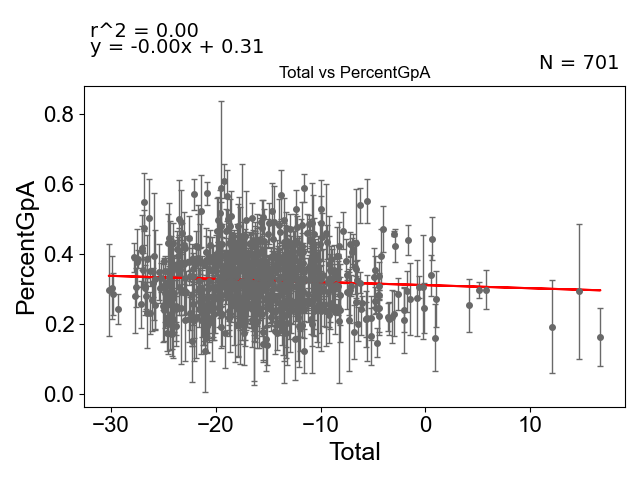 r^2 = 0.00
y = -0.00x + 0.31
N = 701
Total vs PercentGpA
PercentGpA
0.8
0.6
0.4
0.2
0.0
−30
−20
−10
0
10
Total